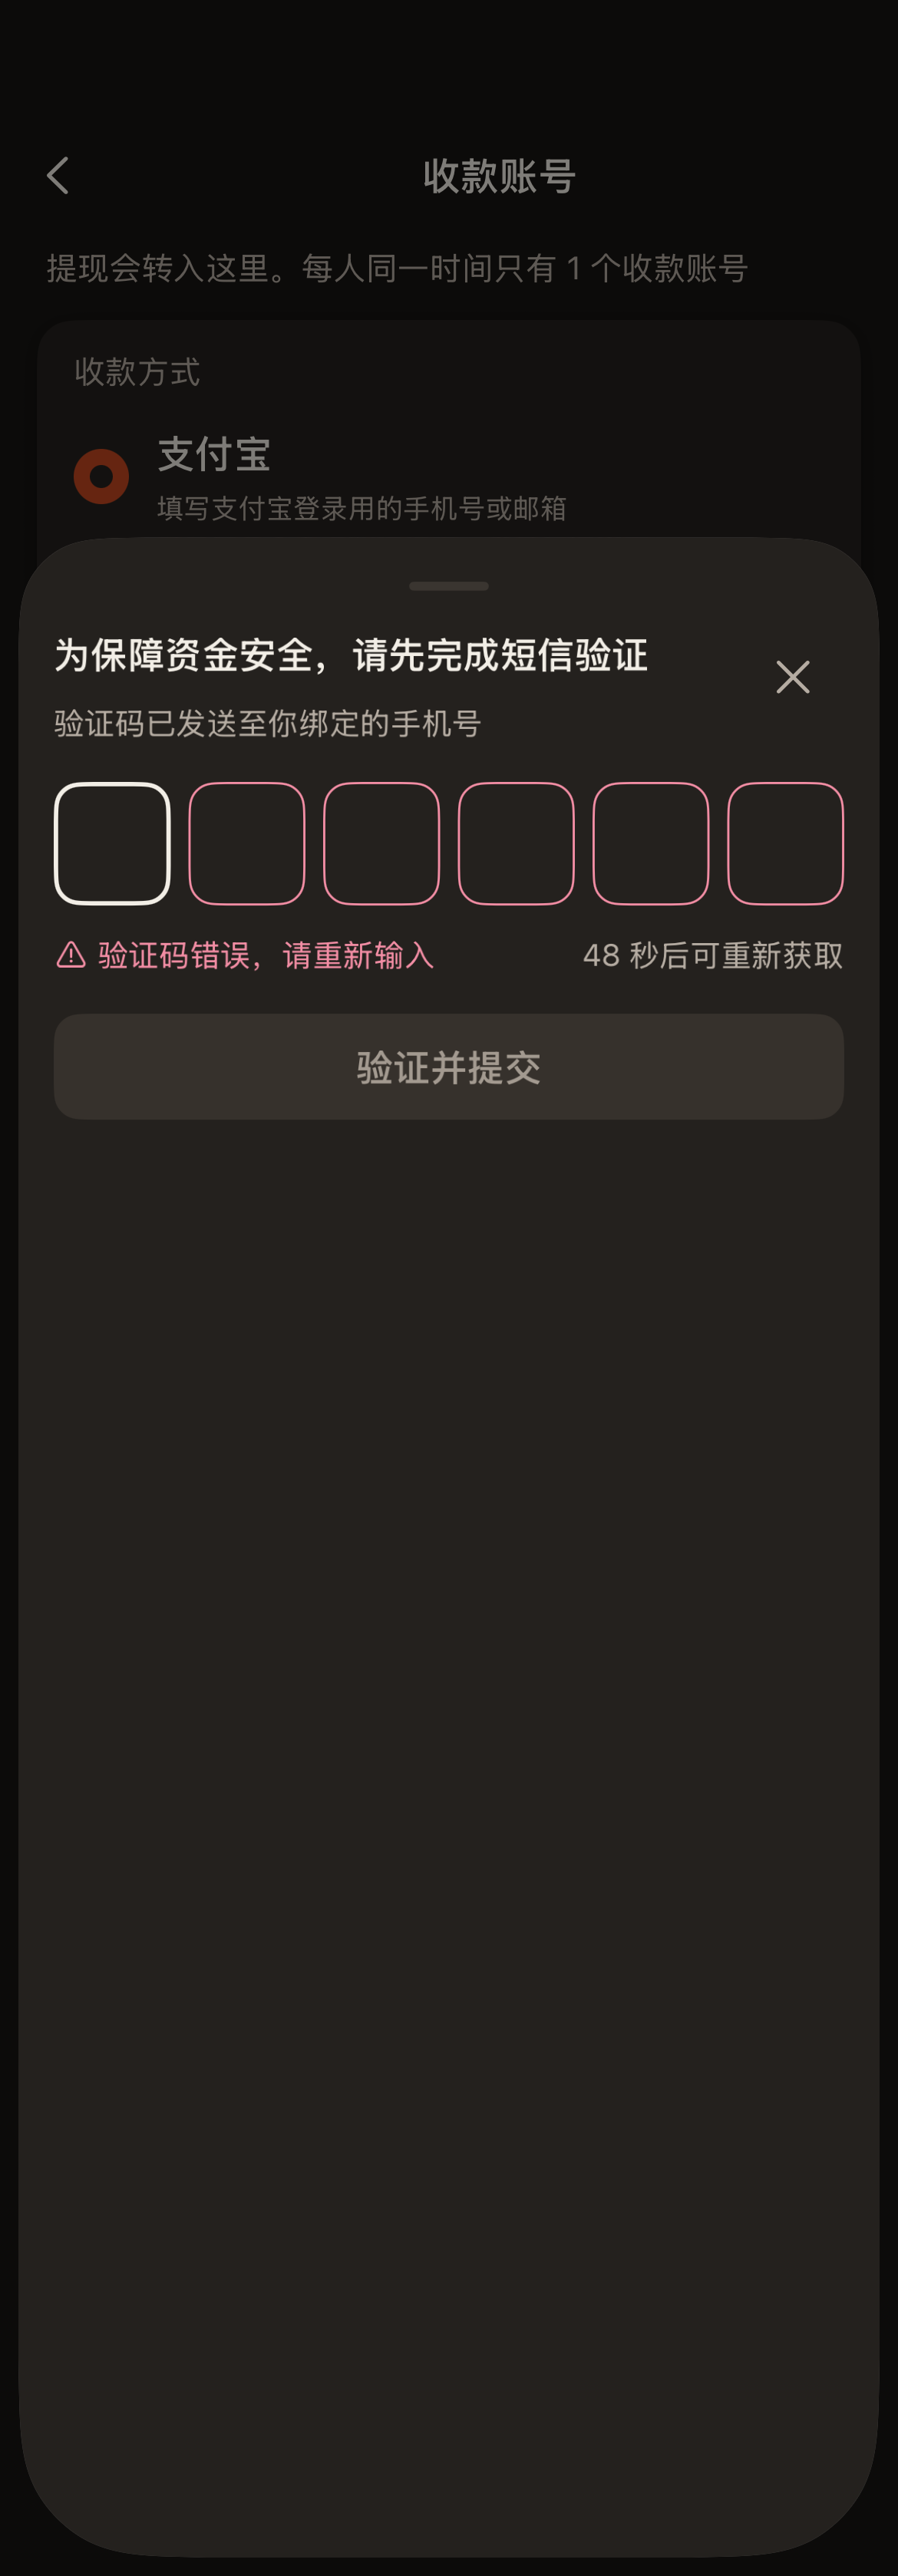 收款账号
提现会转入这里。每人同一时间只有 1 个收款账号
收款方式
支付宝
填写支付宝登录用的手机号或邮箱
为保障资金安全，请先完成短信验证
验证码已发送至你绑定的手机号
验证码错误，请重新输入
48 秒后可重新获取
验证并提交